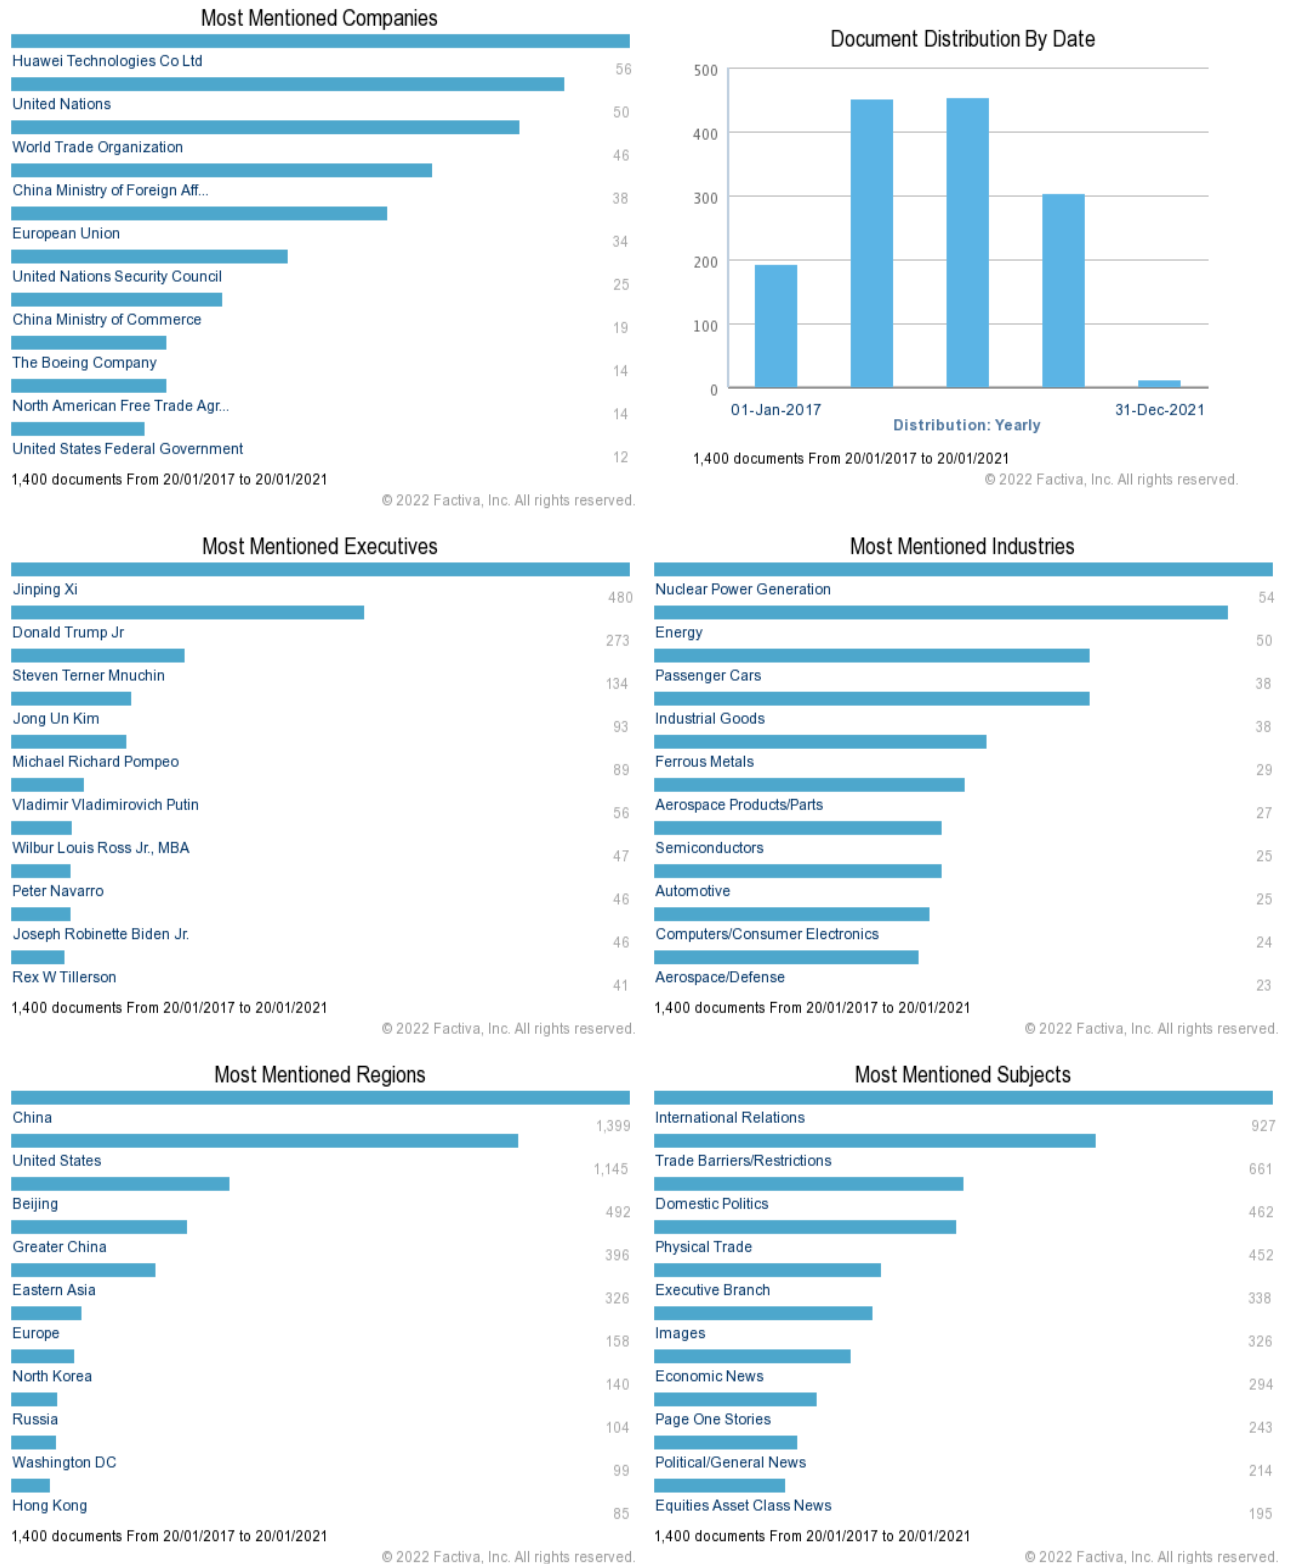 Most Mentioned Companies
Huawei Technologies Co Ltd
56
United Nations
50
World Trade Organization
46
China Ministry of Foreign Aff...
38
European Union
34
United Nations Security Council
25
China Ministry of Commerce
19
The Boeing Company
14
North American Free Trade Agr...
14
United States Federal Government
12
1,400 documents From 20/01/2017 to 20/01/2021
© 2022 Factiva, Inc. All rights reserved.
Document Distribution By Date
500
400
300
200
100
0
01-Jan-2017
31-Dec-2021
Distribution: Yearly
1,400 documents From 20/01/2017 to 20/01/2021
© 2022 Factiva, Inc. All rights reserved.
Most Mentioned Executives
Jinping Xi
480
Donald Trump Jr
273
Steven Terner Mnuchin
134
Jong Un Kim
93
Michael Richard Pompeo
89
Vladimir Vladimirovich Putin
56
Wilbur Louis Ross Jr., MBA
47
Peter Navarro
46
Joseph Robinette Biden Jr.
46
Rex W Tillerson
41
1,400 documents From 20/01/2017 to 20/01/2021
© 2022 Factiva, Inc. All rights reserved.
Most Mentioned Industries
Nuclear Power Generation
54
Energy
50
Passenger Cars
38
Industrial Goods
38
Ferrous Metals
29
Aerospace Products/Parts
27
Semiconductors
25
Automotive
25
Computers/Consumer Electronics
24
Aerospace/Defense
23
1,400 documents From 20/01/2017 to 20/01/2021
© 2022 Factiva, Inc. All rights reserved.
Most Mentioned Regions
China
1,399
United States
1,145
Beijing
492
Greater China
396
Eastern Asia
326
Europe
158
North Korea
140
Russia
104
Washington DC
99
Hong Kong
85
1,400 documents From 20/01/2017 to 20/01/2021
© 2022 Factiva, Inc. All rights reserved.
Most Mentioned Subjects
International Relations
927
Trade Barriers/Restrictions
661
Domestic Politics
462
Physical Trade
452
Executive Branch
338
Images
326
Economic News
294
Page One Stories
243
Political/General News
214
Equities Asset Class News
195
1,400 documents From 20/01/2017 to 20/01/2021
© 2022 Factiva, Inc. All rights reserved.